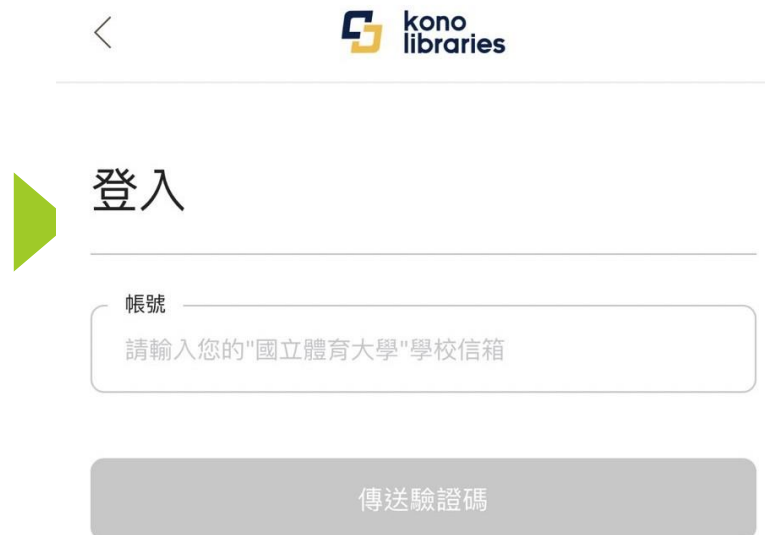 kono
libraries
登入
帳號
請輸入您的"國立體育大學"學校信箱
傳送驗證碼